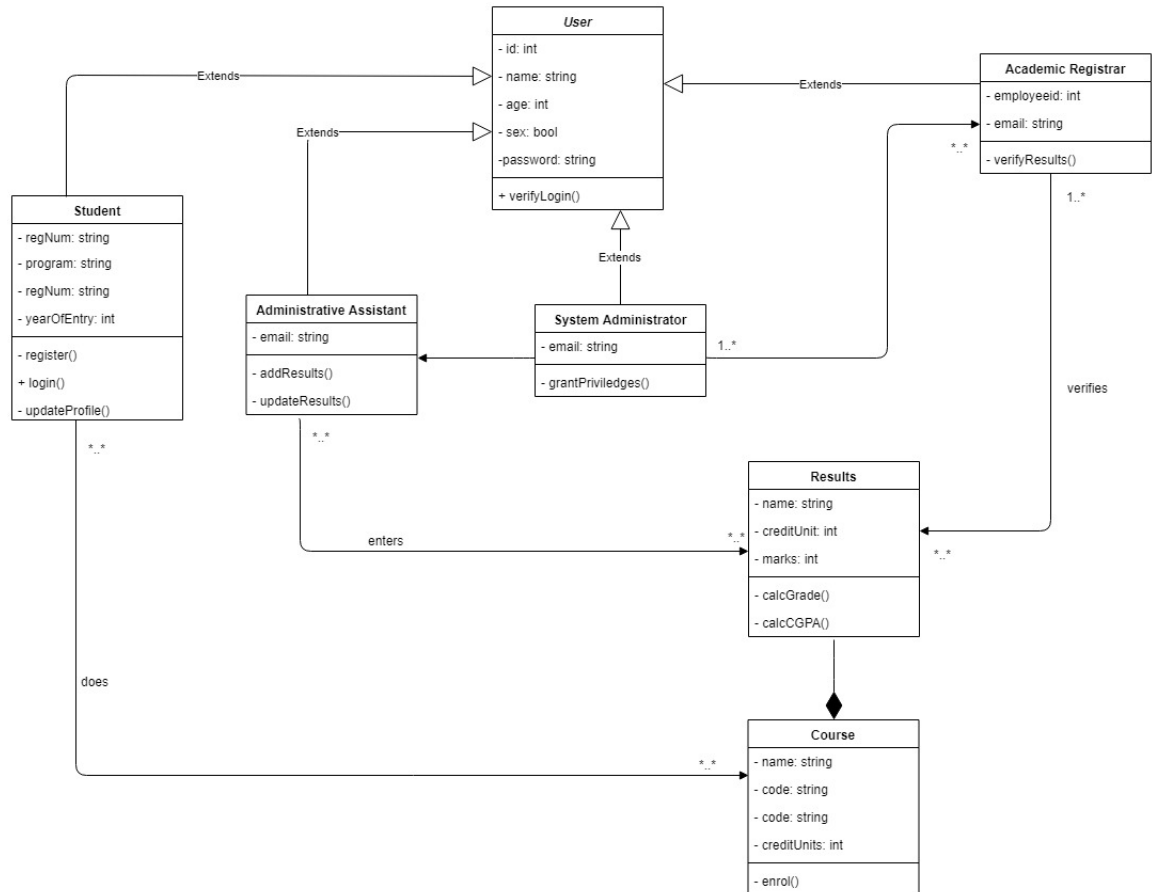 User
- id: int
- name: string
- age: int
- sex: bool
-password: string
+ verifyLogin()
Extends
Extends
Extends
Extends
Academic Registrar
- employeeid: int
- email: string
- verifyResults()
*..*
1..*
Student
- regNum: string
- program: string
- regNum: string
- yearOfEntry: int
- register()
+ login()
- updateProfile()
*..*
Administrative Assistant
- email: string
- addResults()
- updateResults()
*..*
System Administrator
- email: string
- grantPriviledges()
1..*
verifies
enters
*..*
Results
- name: string
- creditUnit: int
- marks: int
- calcGrade()
- calcCGPA()
*..*
does
*..*
Course
- name: string
- code: string
- code: string
- creditUnits: int
- enrol()